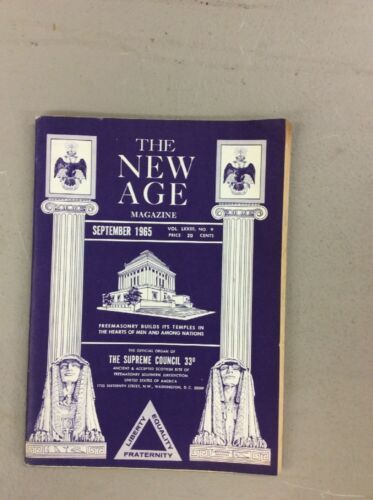 THE
NEW
AGE
MAGAZINE
SEPTEMBER 1965
VOL. LXXIII, NO. 9
PRICE 20 CENTS
FREEMASONRY BUILDS ITS TEMPLES IN
THE HEARTS OF MEN AND AMONG NATIONS
THE OFFICIAL ORGAN OF
THE SUPREME COUNCIL 33°
ANCIENT & ACCEPTED SCOTTISH RITE OF
FREEMASONRY SOUTHERN JURISDICTION
UNITED STATES OF AMERICA
1733 SIXTEENTH STREET, N.W., WASHINGTON, D. C. 20009
LIBERTY
EQUALITY
FRATERNITY